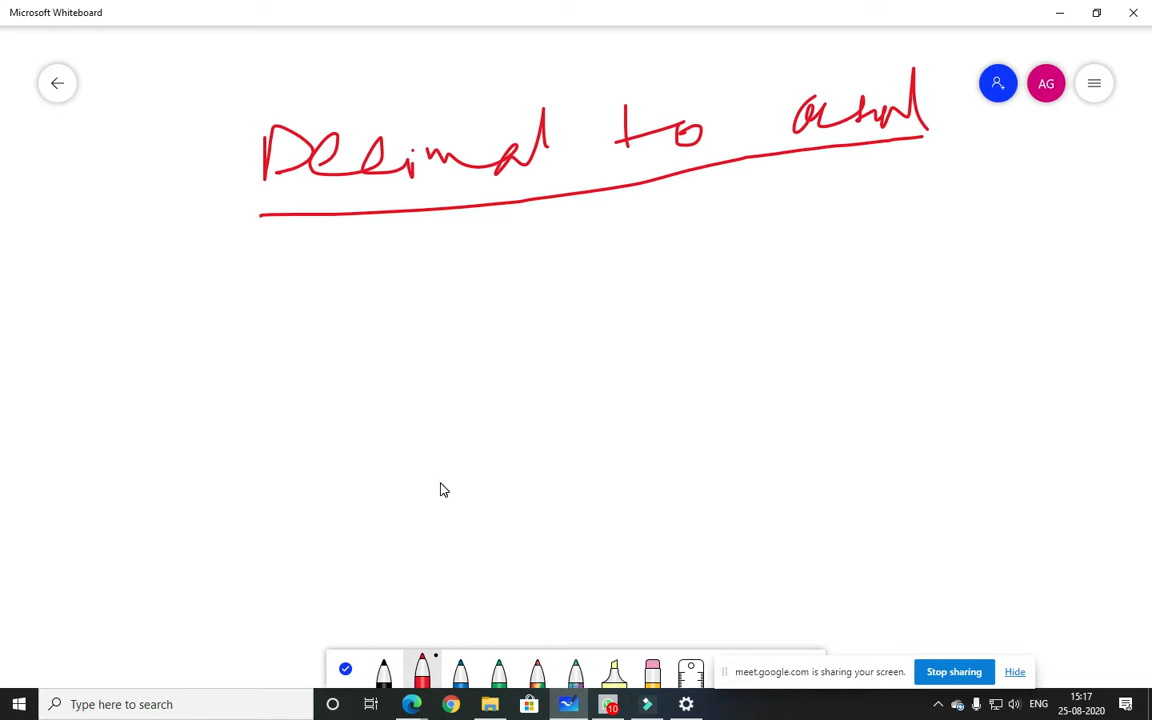 Microsoft Whiteboard
AG
Decimal to octal
meet.google.com is sharing your screen.
Stop sharing
Hide
Type here to search
10
ENG
15:17
25-08-2020